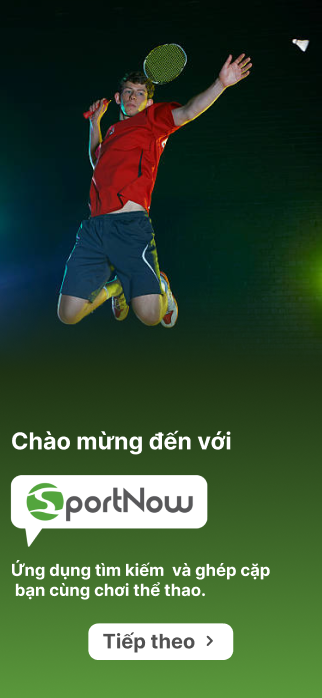 Chào mừng đến với
SportNow
Ứng dụng tìm kiếm và ghép cặp
bạn cùng chơi thể thao.
Tiếp theo